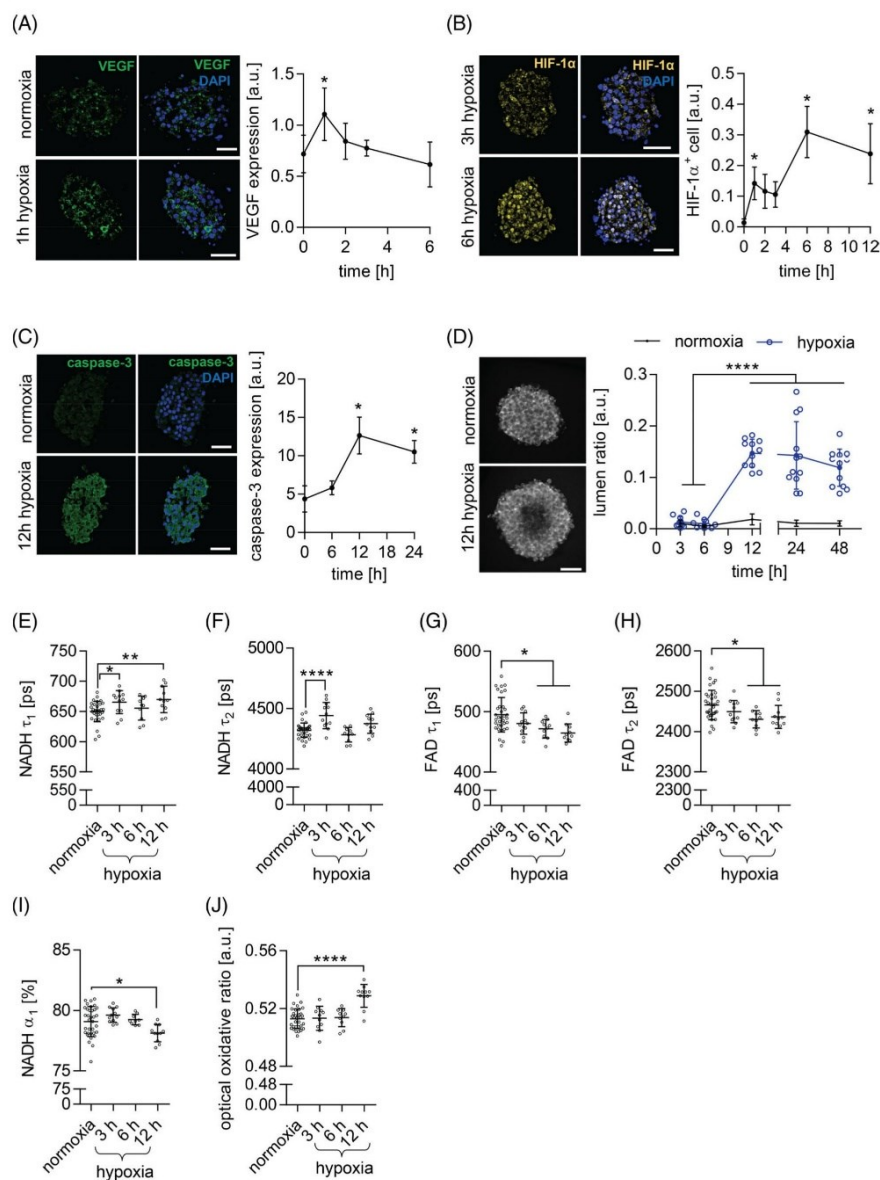 (A)
VEGF
VEGF
DAPI
normoxia
1h hypoxia
VEGF expression [a.u.]
1.5
1.0
0.5
0.0
*
0 2 4 6
time [h]
(B)
HIF-1α
HIF-1α
DAPI
3h hypoxia
6h hypoxia
HIF-1α⁺ cell [a.u.]
0.5
0.4
0.3
0.2
0.1
0.0
* * *
0 2 4 6 8 10 12
time [h]
(C)
caspase-3
caspase-3
DAPI
normoxia
12h hypoxia
caspase-3 expression [a.u.]
20
15
10
5
0
* *
0 6 12 24
time [h]
(D)
normoxia
12h hypoxia
normoxia hypoxia
****
lumen ratio [a.u.]
0.3
0.2
0.1
0.0
0 3 6 12 24 48
time [h]
(E)
NADH τ₁ [ps]
750
700
650
600
550
50
0
**
*
normoxia 3 h 6 h 12 h
hypoxia
(F)
NADH τ₂ [ps]
5000
4500
4000
4000
0
****
normoxia 3 h 6 h 12 h
hypoxia
(G)
FAD τ₁ [ps]
600
500
400
400
0
*
normoxia 3 h 6 h 12 h
hypoxia
(H)
FAD τ₂ [ps]
2600
2500
2400
2300
2300
0
*
normoxia 3 h 6 h 12 h
hypoxia
(I)
NADH α₁ [%]
85
80
75
75
0
*
normoxia 3 h 6 h 12 h
hypoxia
(J)
optical oxidative ratio [a.u.]
0.56
0.52
0.48
0.48
0.00
****
normoxia 3 h 6 h 12 h
hypoxia